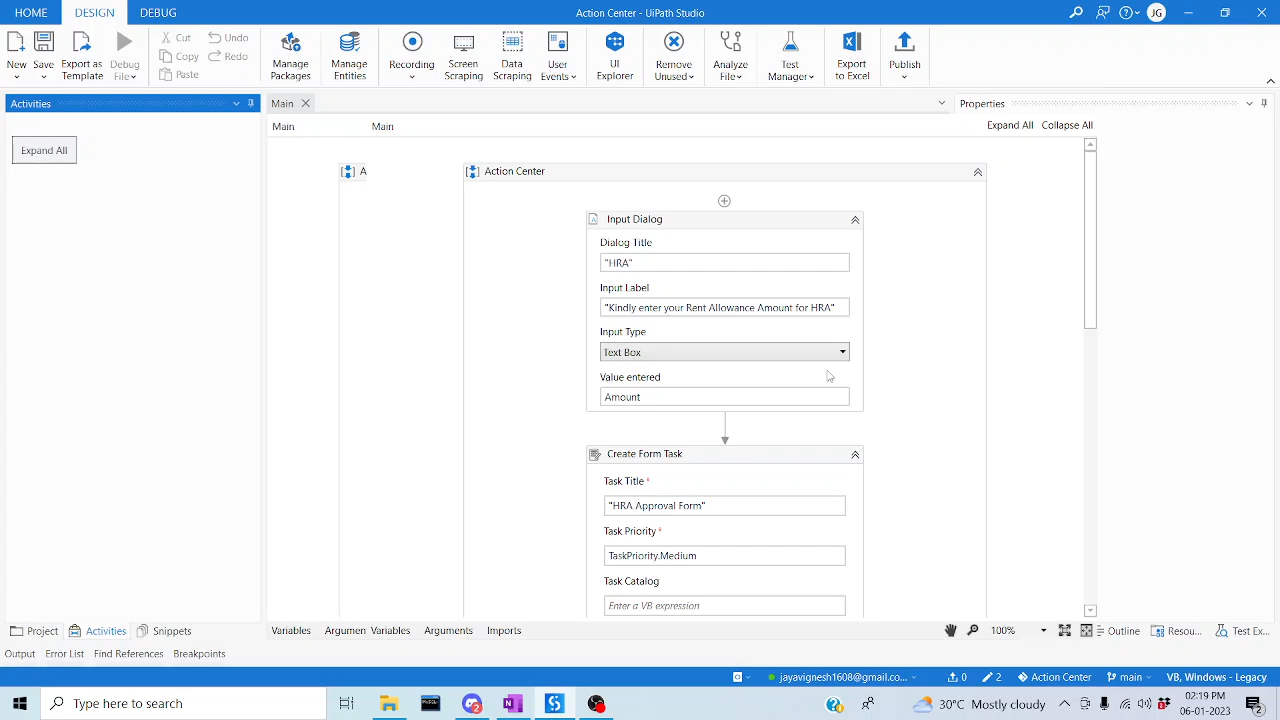 HOME DESIGN DEBUG Action Center - UiPath Studio JG
Cut Undo
Copy Redo
Paste
New Save Export as Template Debug File Manage Packages Manage Entities Recording Screen Scraping Data Scraping User Events UI Explorer Remove Unused Analyze File Test Manager Export to Excel Publish
Activities Main Properties
Main Main Expand All Collapse All
Expand All
A Action Center
Input Dialog
Dialog Title
"HRA"
Input Label
"Kindly enter your Rent Allowance Amount for HRA"
Input Type
Text Box
Value entered
Amount
Create Form Task
Task Title *
"HRA Approval Form"
Task Priority *
TaskPriority.Medium
Task Catalog
Enter a VB expression
Project Activities Snippets Variables Argumen Variables Arguments Imports 100% Outline Resou... Test Ex...
Output Error List Find References Breakpoints
jayavignesh1608@gmail.co... 0 2 main Action Center VB, Windows - Legacy
Type here to search 30°C Mostly cloudy 02:19 PM
06-01-2023 2